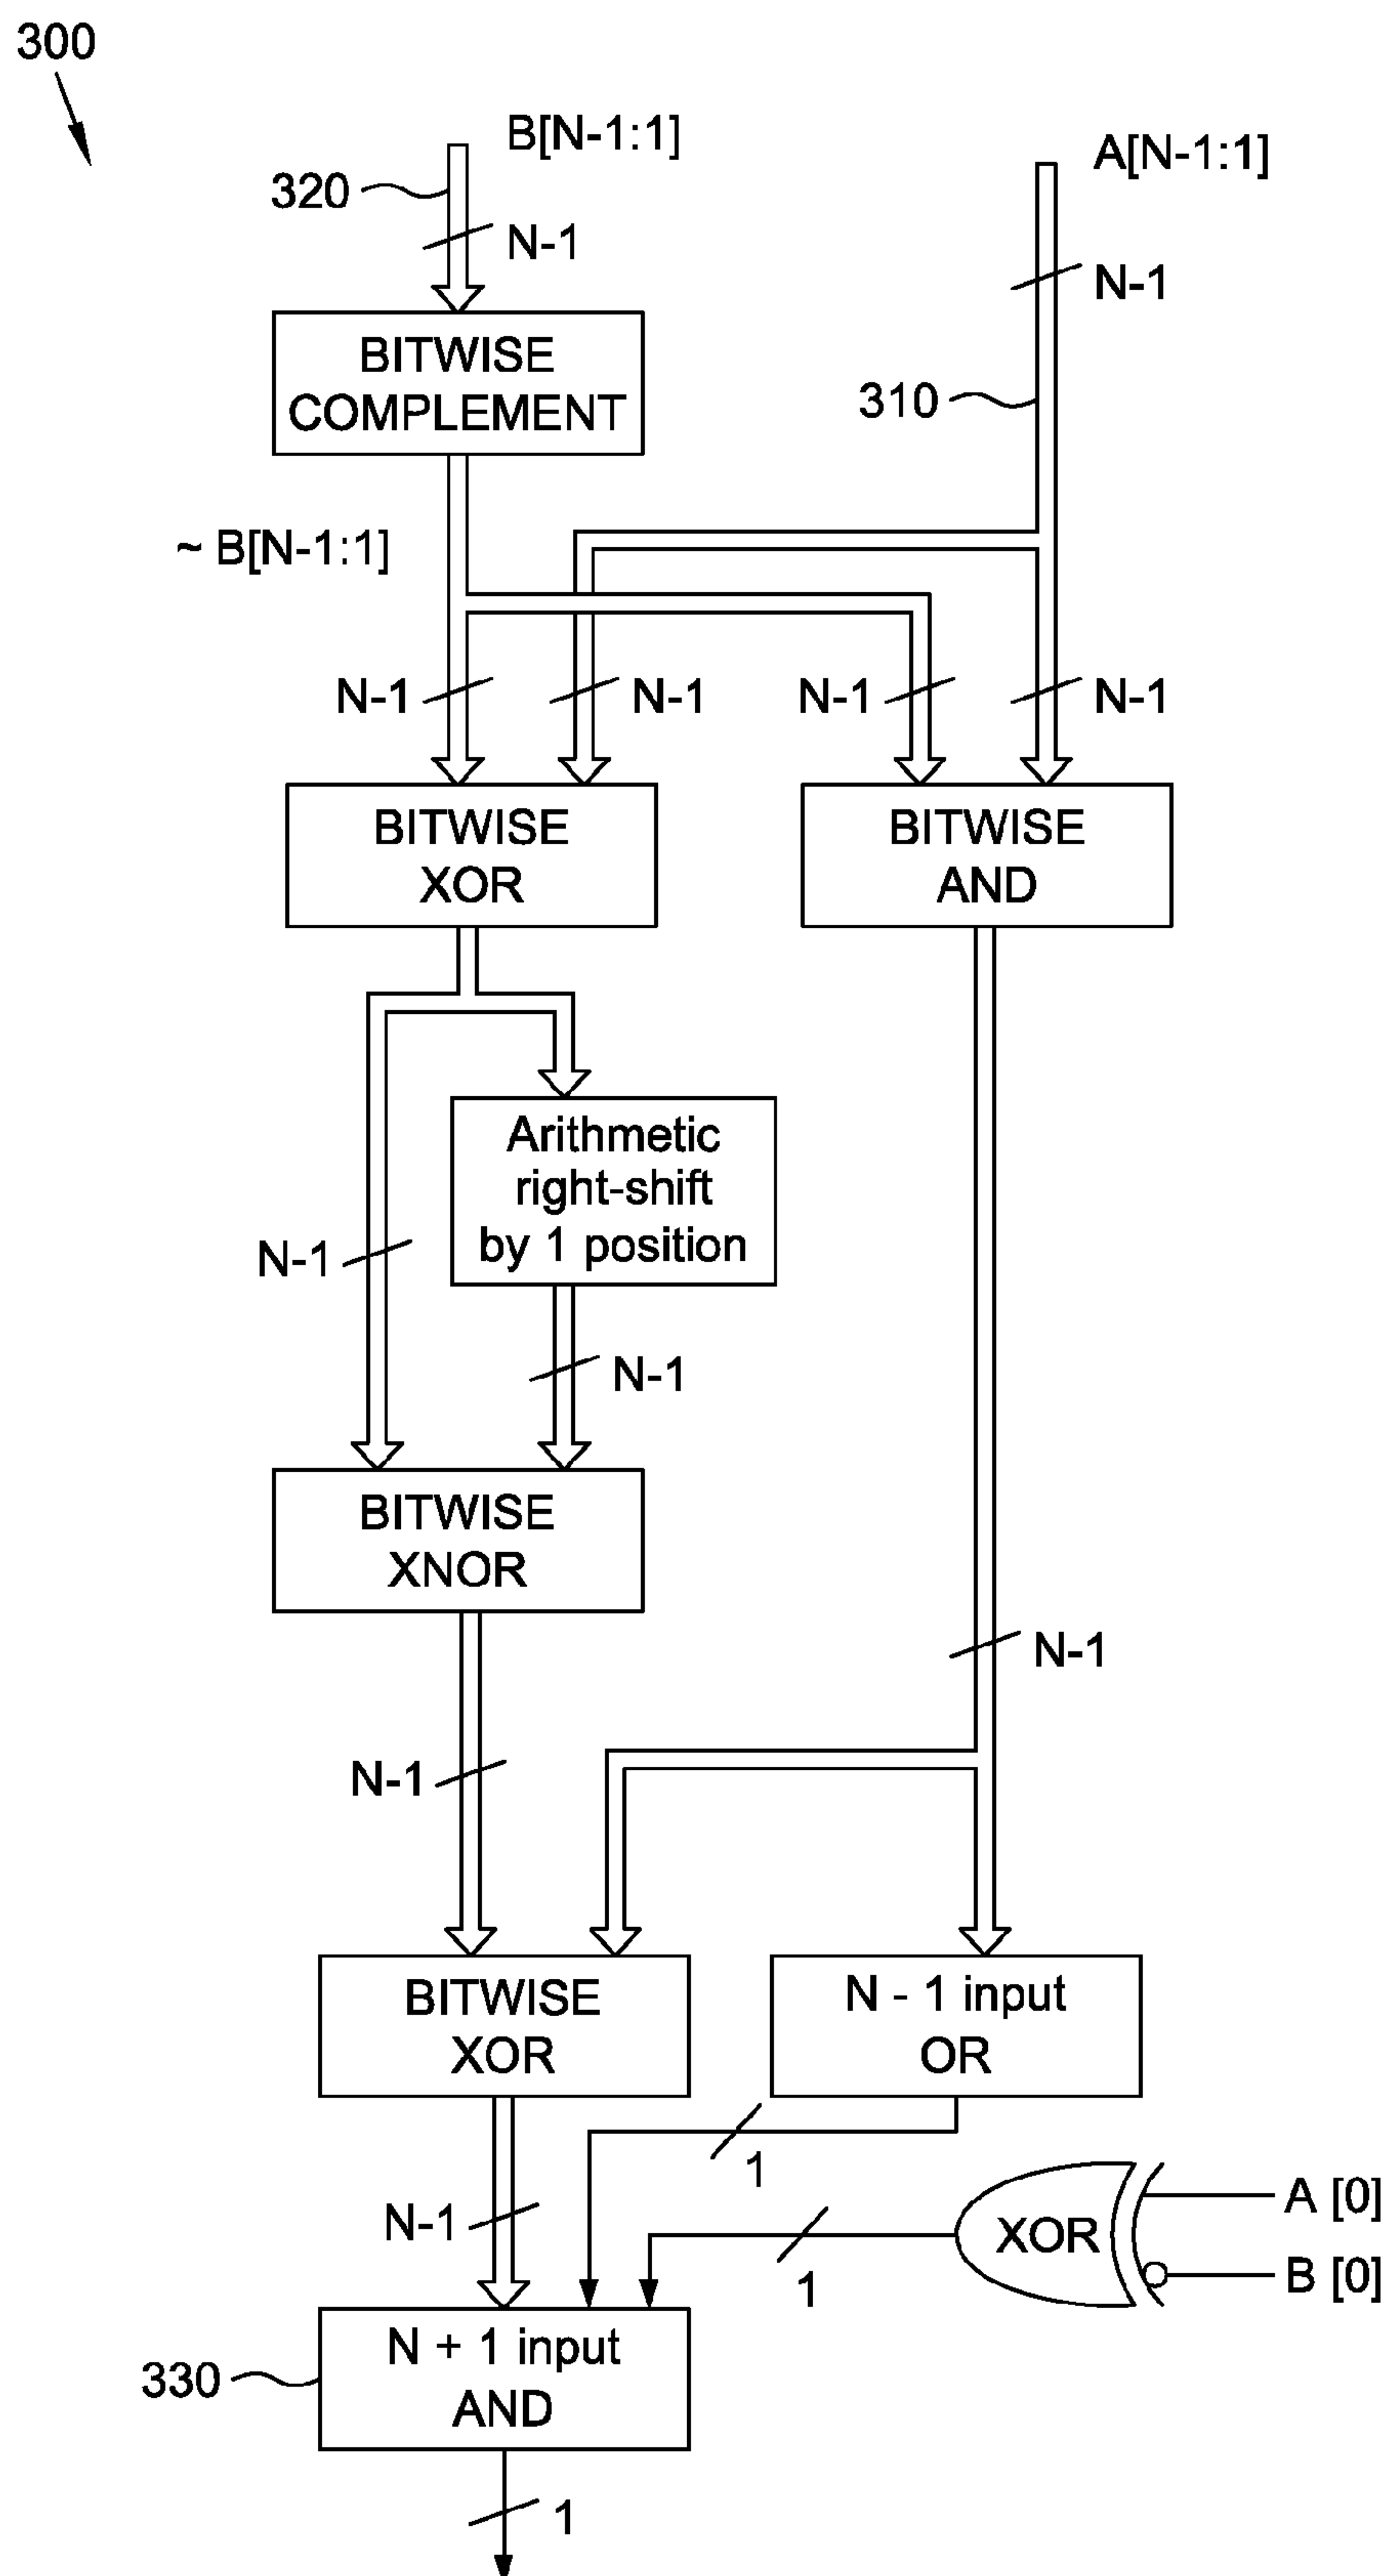 300
B[N-1:1]
A[N-1:1]
320
N-1
N-1
BITWISE
COMPLEMENT
310
~ B[N-1:1]
N-1
N-1
N-1
N-1
BITWISE
XOR
BITWISE
AND
Arithmetic
right-shift
by 1 position
N-1
N-1
BITWISE
XNOR
N-1
N-1
BITWISE
XOR
N - 1 input
OR
1
A [0]
N-1
XOR
1
B [0]
N + 1 input
AND
330
1